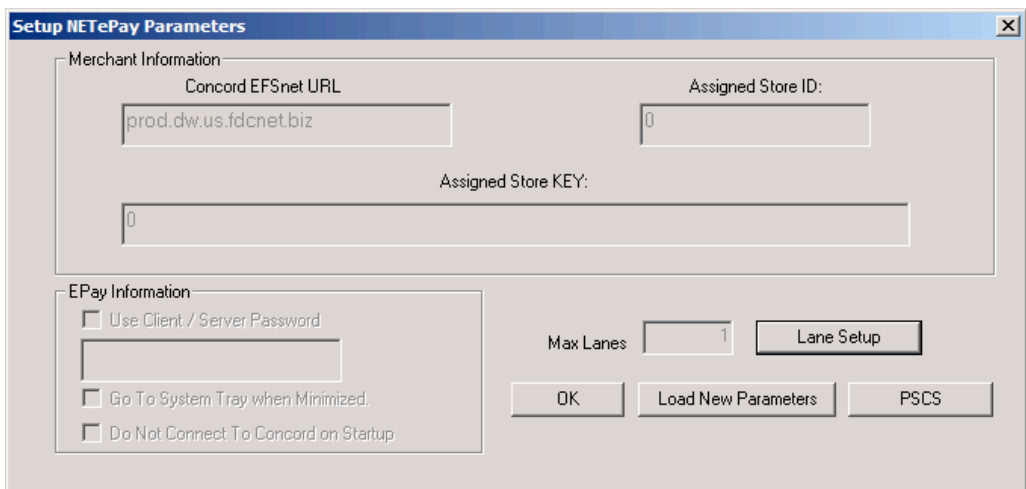 Setup NETePay Parameters
Merchant Information
Concord EFSnet URL
Assigned Store ID:
prod.dw.us.fdcnet.biz
0
Assigned Store KEY:
0
EPay Information
Use Client / Server Password
Max Lanes
1
Lane Setup
Go To System Tray when Minimized.
OK
Load New Parameters
PSCS
Do Not Connect To Concord on Startup